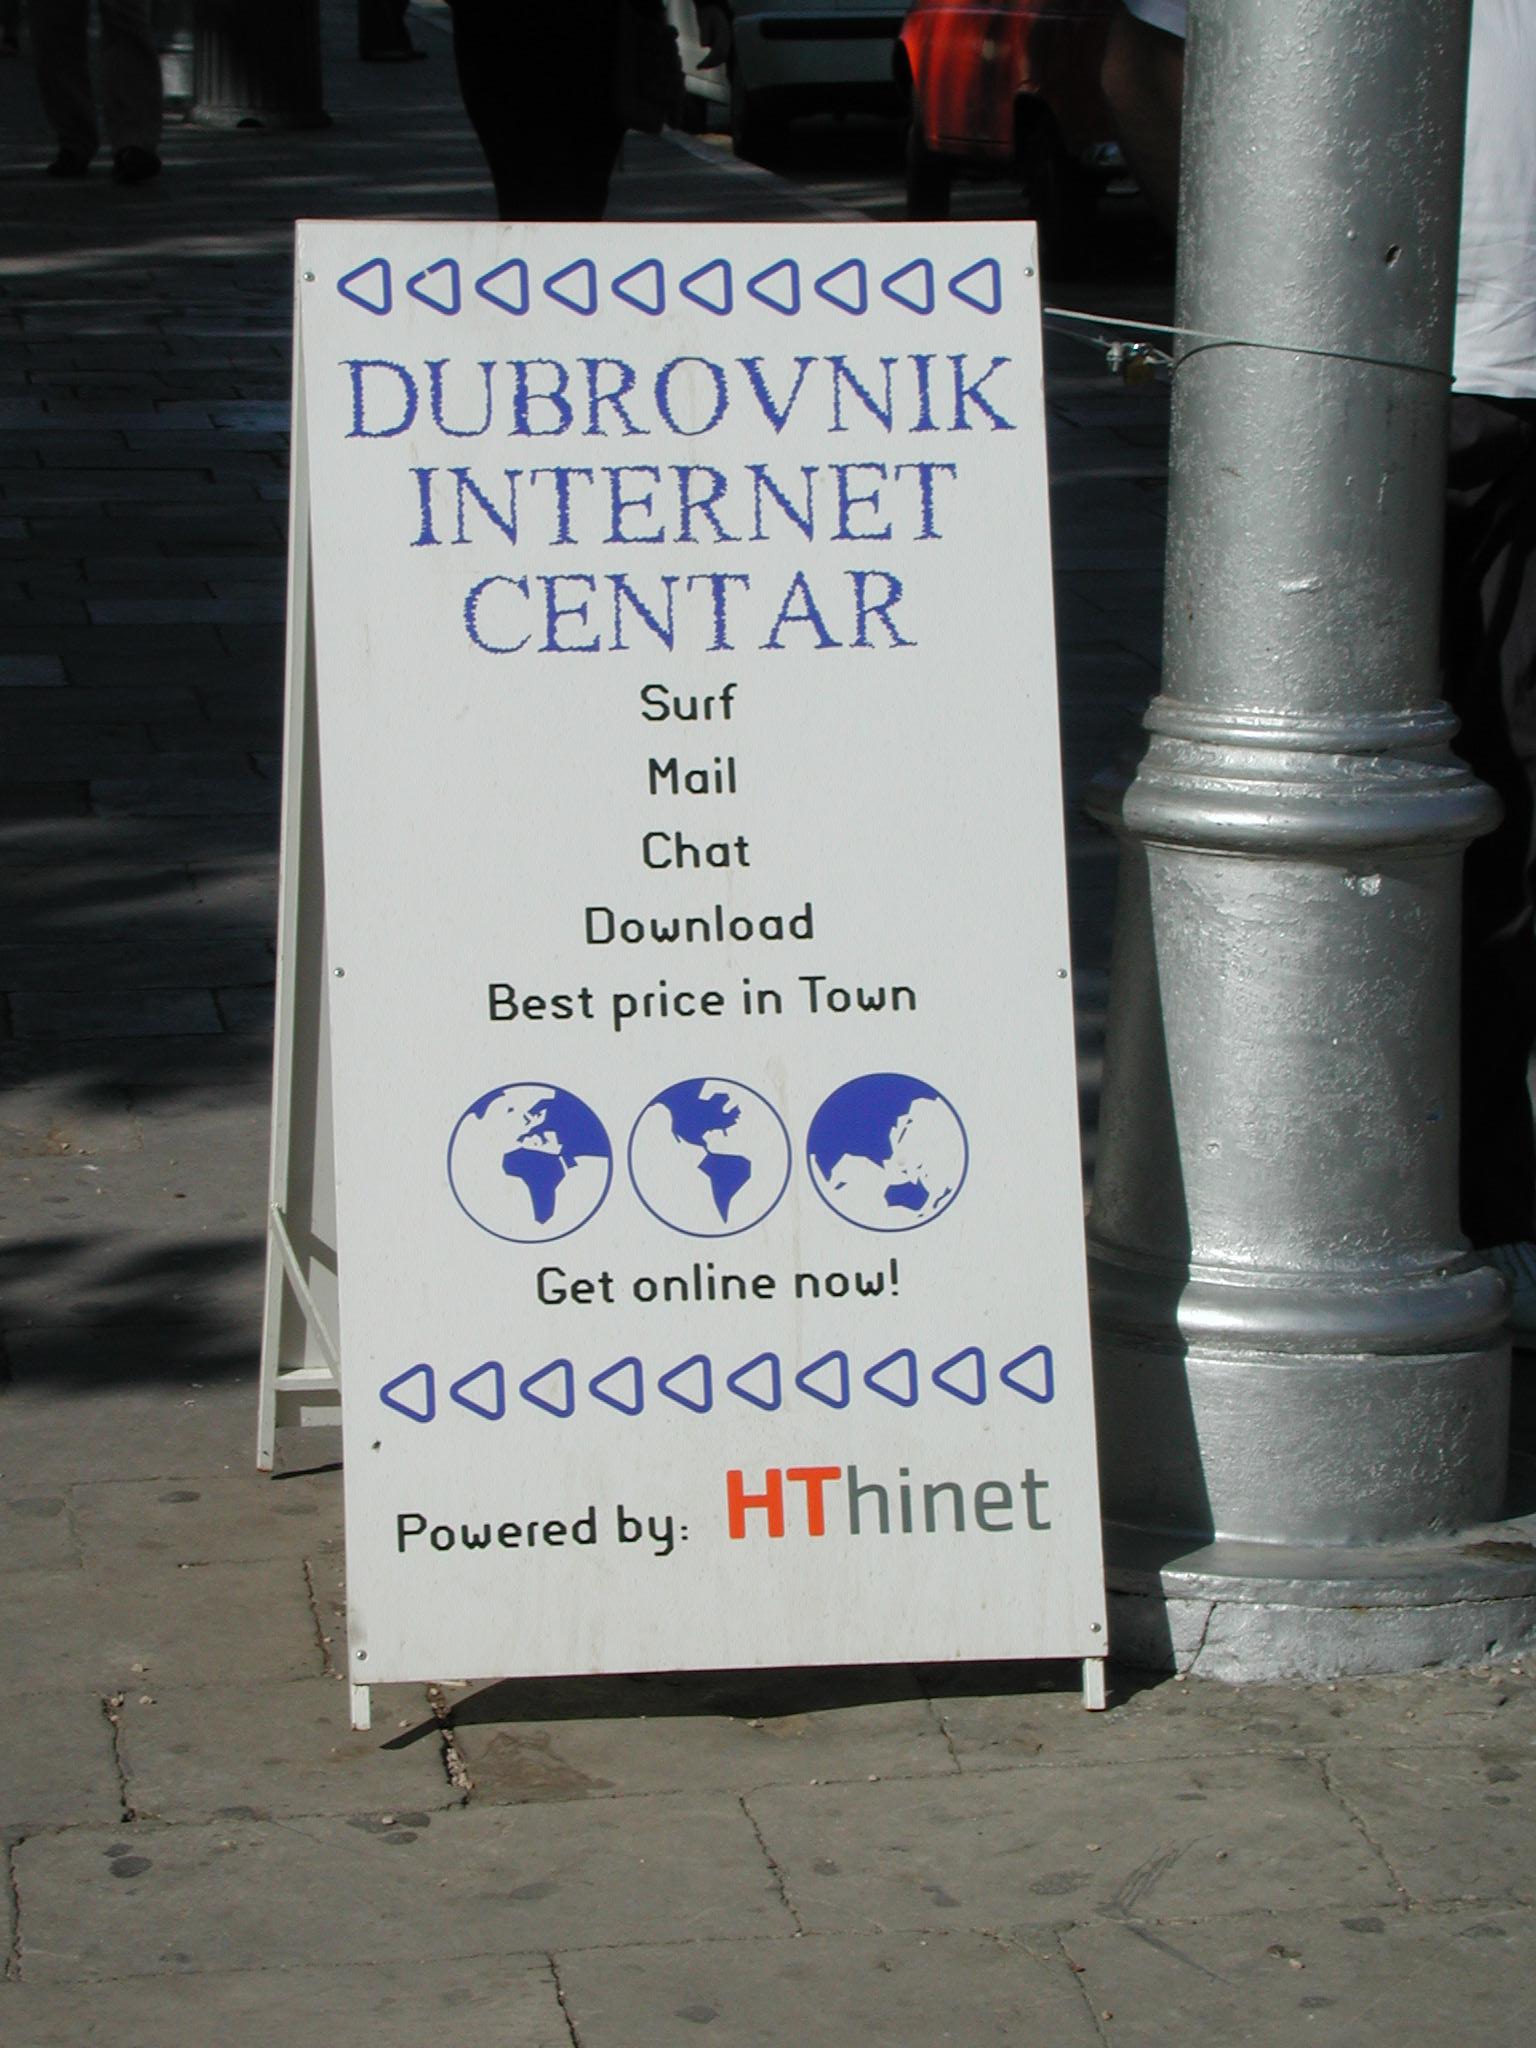 DUBROVNIK
INTERNET
CENTAR
Surf
Mail
Chat
Download
Best price in Town
Get online now!
Powered by: HThinet